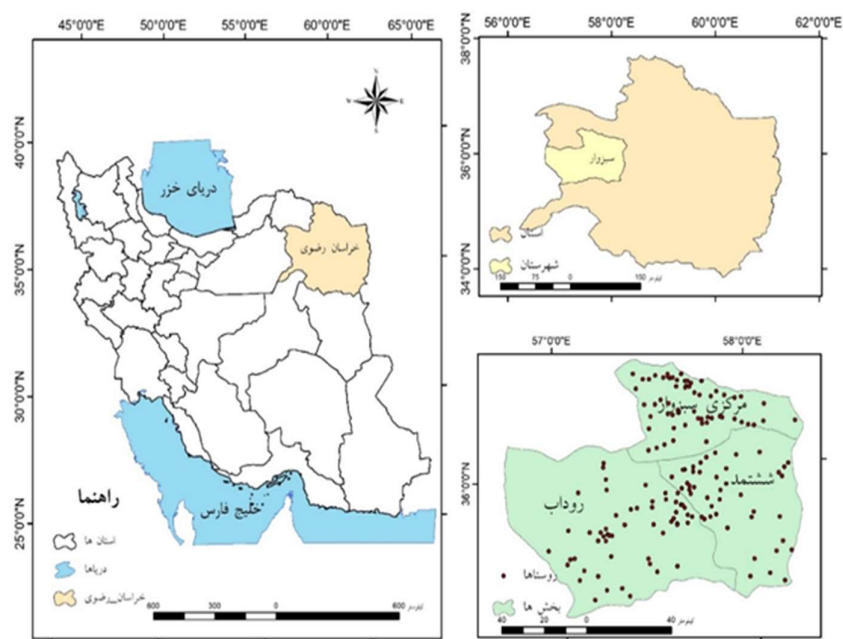 45°0'0"E 50°0'0"E 55°0'0"E 60°0'0"E 65°0'0"E
40°0'0"N
35°0'0"N
30°0'0"N
25°0'0"N
N
W E
S
دریای خزر
خراسان رضوی
خلیج فارس
راهنما
استان ها
دریاها
خراسان_رضوی
600 300 0 600
کیلومتر
56°0'0"E 58°0'0"E 60°0'0"E 62°0'0"E
38°0'0"N
36°0'0"N
34°0'0"N
سبزوار
استان
شهرستان
150 75 0 150
کیلومتر
57°0'0"E 58°0'0"E
36°0'0"N
مرکزی سبزوار
ششتمد
روداب
روستاها
بخش ها
40 20 0 40
کیلومتر